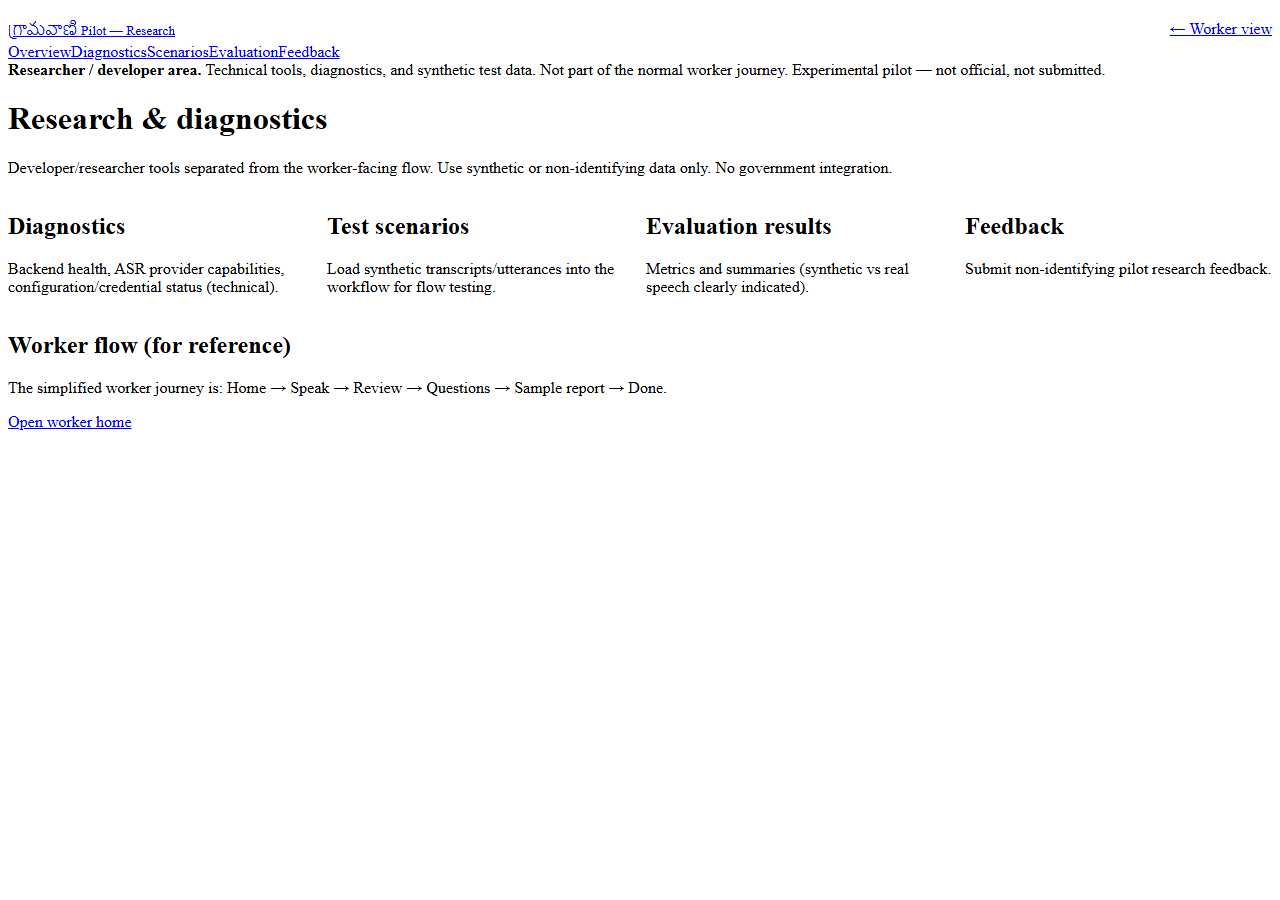 గ్రామవాణి Pilot — Research
← Worker view
OverviewDiagnosticsScenariosEvaluationFeedback
Researcher / developer area. Technical tools, diagnostics, and synthetic test data. Not part of the normal worker journey. Experimental pilot — not official, not submitted.
Research & diagnostics
Developer/researcher tools separated from the worker-facing flow. Use synthetic or non-identifying data only. No government integration.
Diagnostics
Backend health, ASR provider capabilities,
configuration/credential status (technical).
Test scenarios
Load synthetic transcripts/utterances into the
workflow for flow testing.
Evaluation results
Metrics and summaries (synthetic vs real
speech clearly indicated).
Feedback
Submit non-identifying pilot research feedback.
Worker flow (for reference)
The simplified worker journey is: Home → Speak → Review → Questions → Sample report → Done.
Open worker home